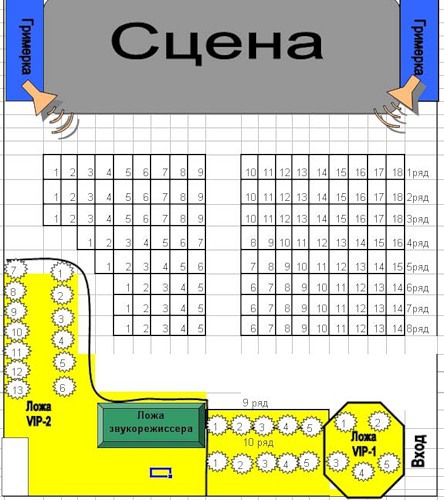 Гримерка
Сцена
Гримерка
1 2 3 4 5 6 7 8 9 10 11 12 13 14 15 16 17 18 1ряд
1 2 3 4 5 6 7 8 9 10 11 12 13 14 15 16 17 18 2ряд
1 2 3 4 5 6 7 8 9 10 11 12 13 14 15 16 17 18 3ряд
1 2 3 4 5 6 7 8 9 10 11 12 13 14 15 16 4ряд
1 2 3 4 5 6 7 8 9 10 11 12 13 14 15 5ряд
1 2 3 4 5 6 7 8 9 10 11 12 13 14 6ряд
1 2 3 4 5 6 7 8 9 10 11 12 13 14 7ряд
1 2 3 4 5 6 7 8 9 10 11 12 13 14 8ряд
7 1
8 2
9 3
10 4
11 5
12 6
13
Ложа
VIP-2
Ложа
звукорежиссера
9 ряд
1 2 3 4 5
10 ряд
1 2 3 4 5
1 2
Ложа
VIP-1
3 4 5
Вход